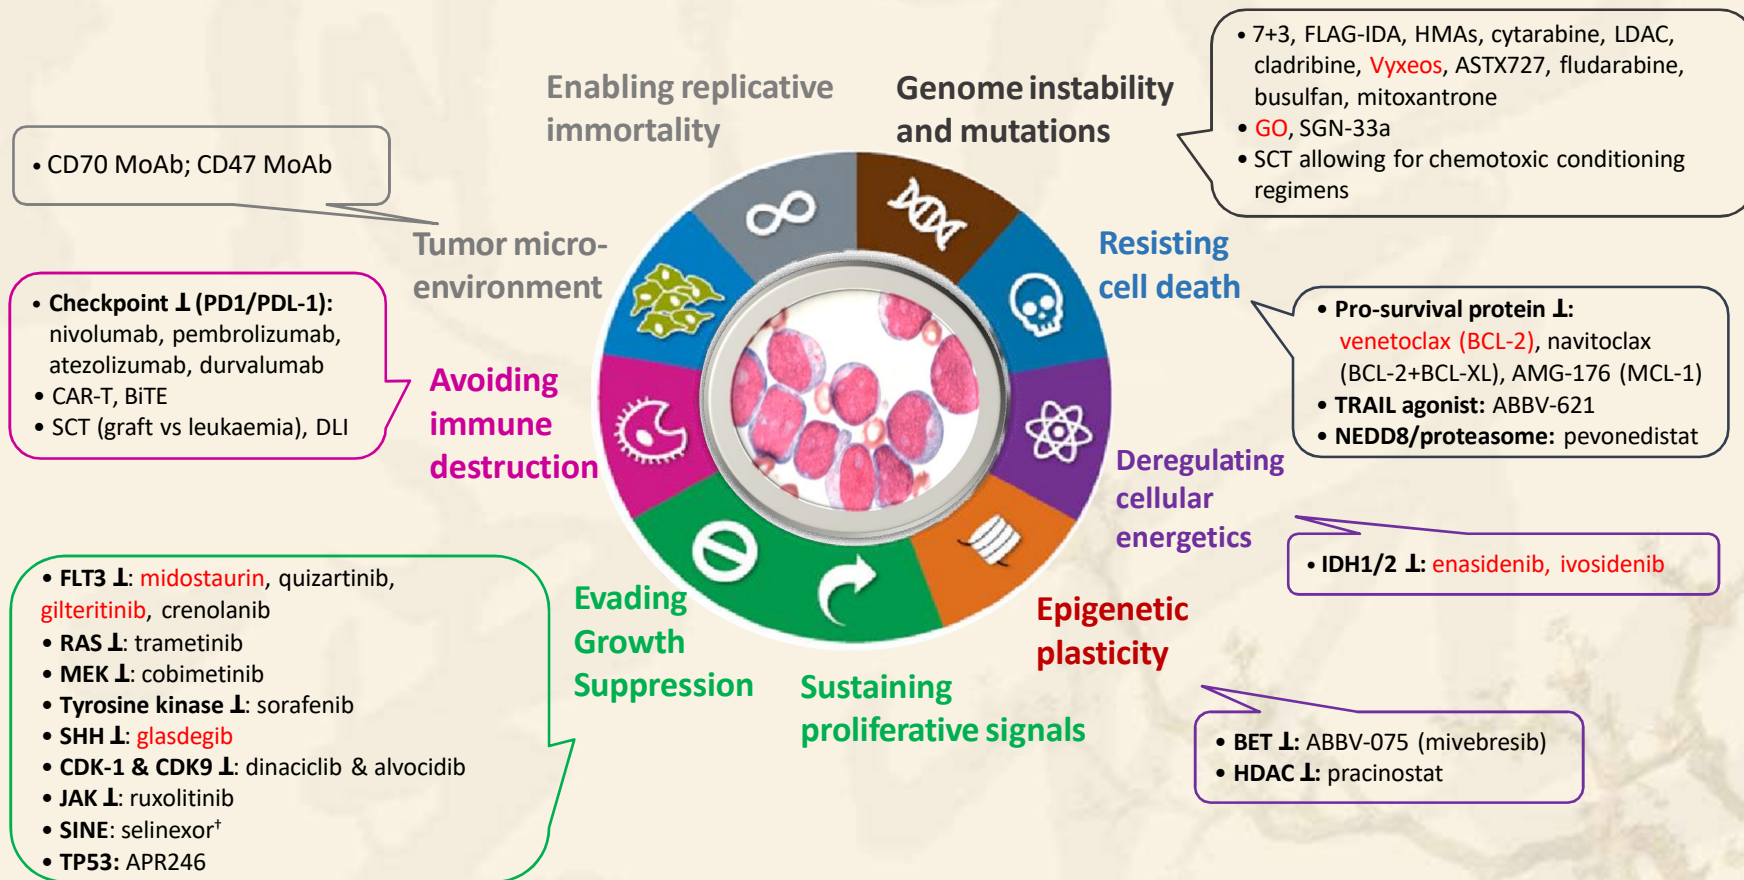 • 7+3, FLAG-IDA, HMAs, cytarabine, LDAC,
cladribine, Vyxeos, ASTX727, fludarabine,
busulfan, mitoxantrone
• GO, SGN-33a
• SCT allowing for chemotoxic conditioning
regimens
Enabling replicative
immortality
Genome instability
and mutations
• CD70 MoAb; CD47 MoAb
Tumor micro-
environment
Resisting
cell death
• Checkpoint ⊥ (PD1/PDL-1):
nivolumab, pembrolizumab,
atezolizumab, durvalumab
• CAR-T, BiTE
• SCT (graft vs leukaemia), DLI
Avoiding
immune
destruction
• Pro-survival protein ⊥:
venetoclax (BCL-2), navitoclax
(BCL-2+BCL-XL), AMG-176 (MCL-1)
• TRAIL agonist: ABBV-621
• NEDD8/proteasome: pevonedistat
Deregulating
cellular
energetics
• IDH1/2 ⊥: enasidenib, ivosidenib
• FLT3 ⊥: midostaurin, quizartinib,
gilteritinib, crenolanib
• RAS ⊥: trametinib
• MEK ⊥: cobimetinib
• Tyrosine kinase ⊥: sorafenib
• SHH ⊥: glasdegib
• CDK-1 & CDK9 ⊥: dinaciclib & alvocidib
• JAK ⊥: ruxolitinib
• SINE: selinexor†
• TP53: APR246
Evading
Growth
Suppression
Sustaining
proliferative signals
Epigenetic
plasticity
• BET ⊥: ABBV-075 (mivebresib)
• HDAC ⊥: pracinostat